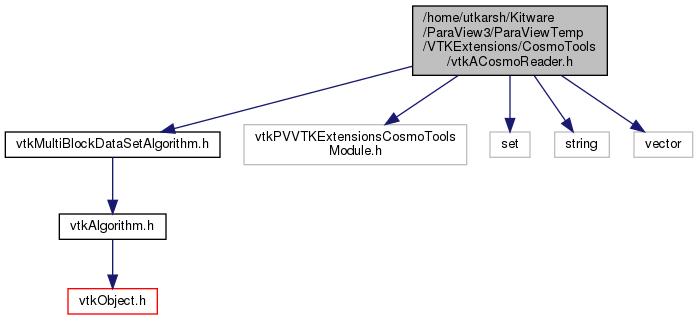 /home/utkarsh/Kitware
/ParaView3/ParaViewTemp
/VTKExtensions/CosmoTools
/vtkACosmoReader.h
vtkMultiBlockDataSetAlgorithm.h
vtkPVVTKExtensionsCosmoTools
Module.h
set
string
vector
vtkAlgorithm.h
vtkObject.h